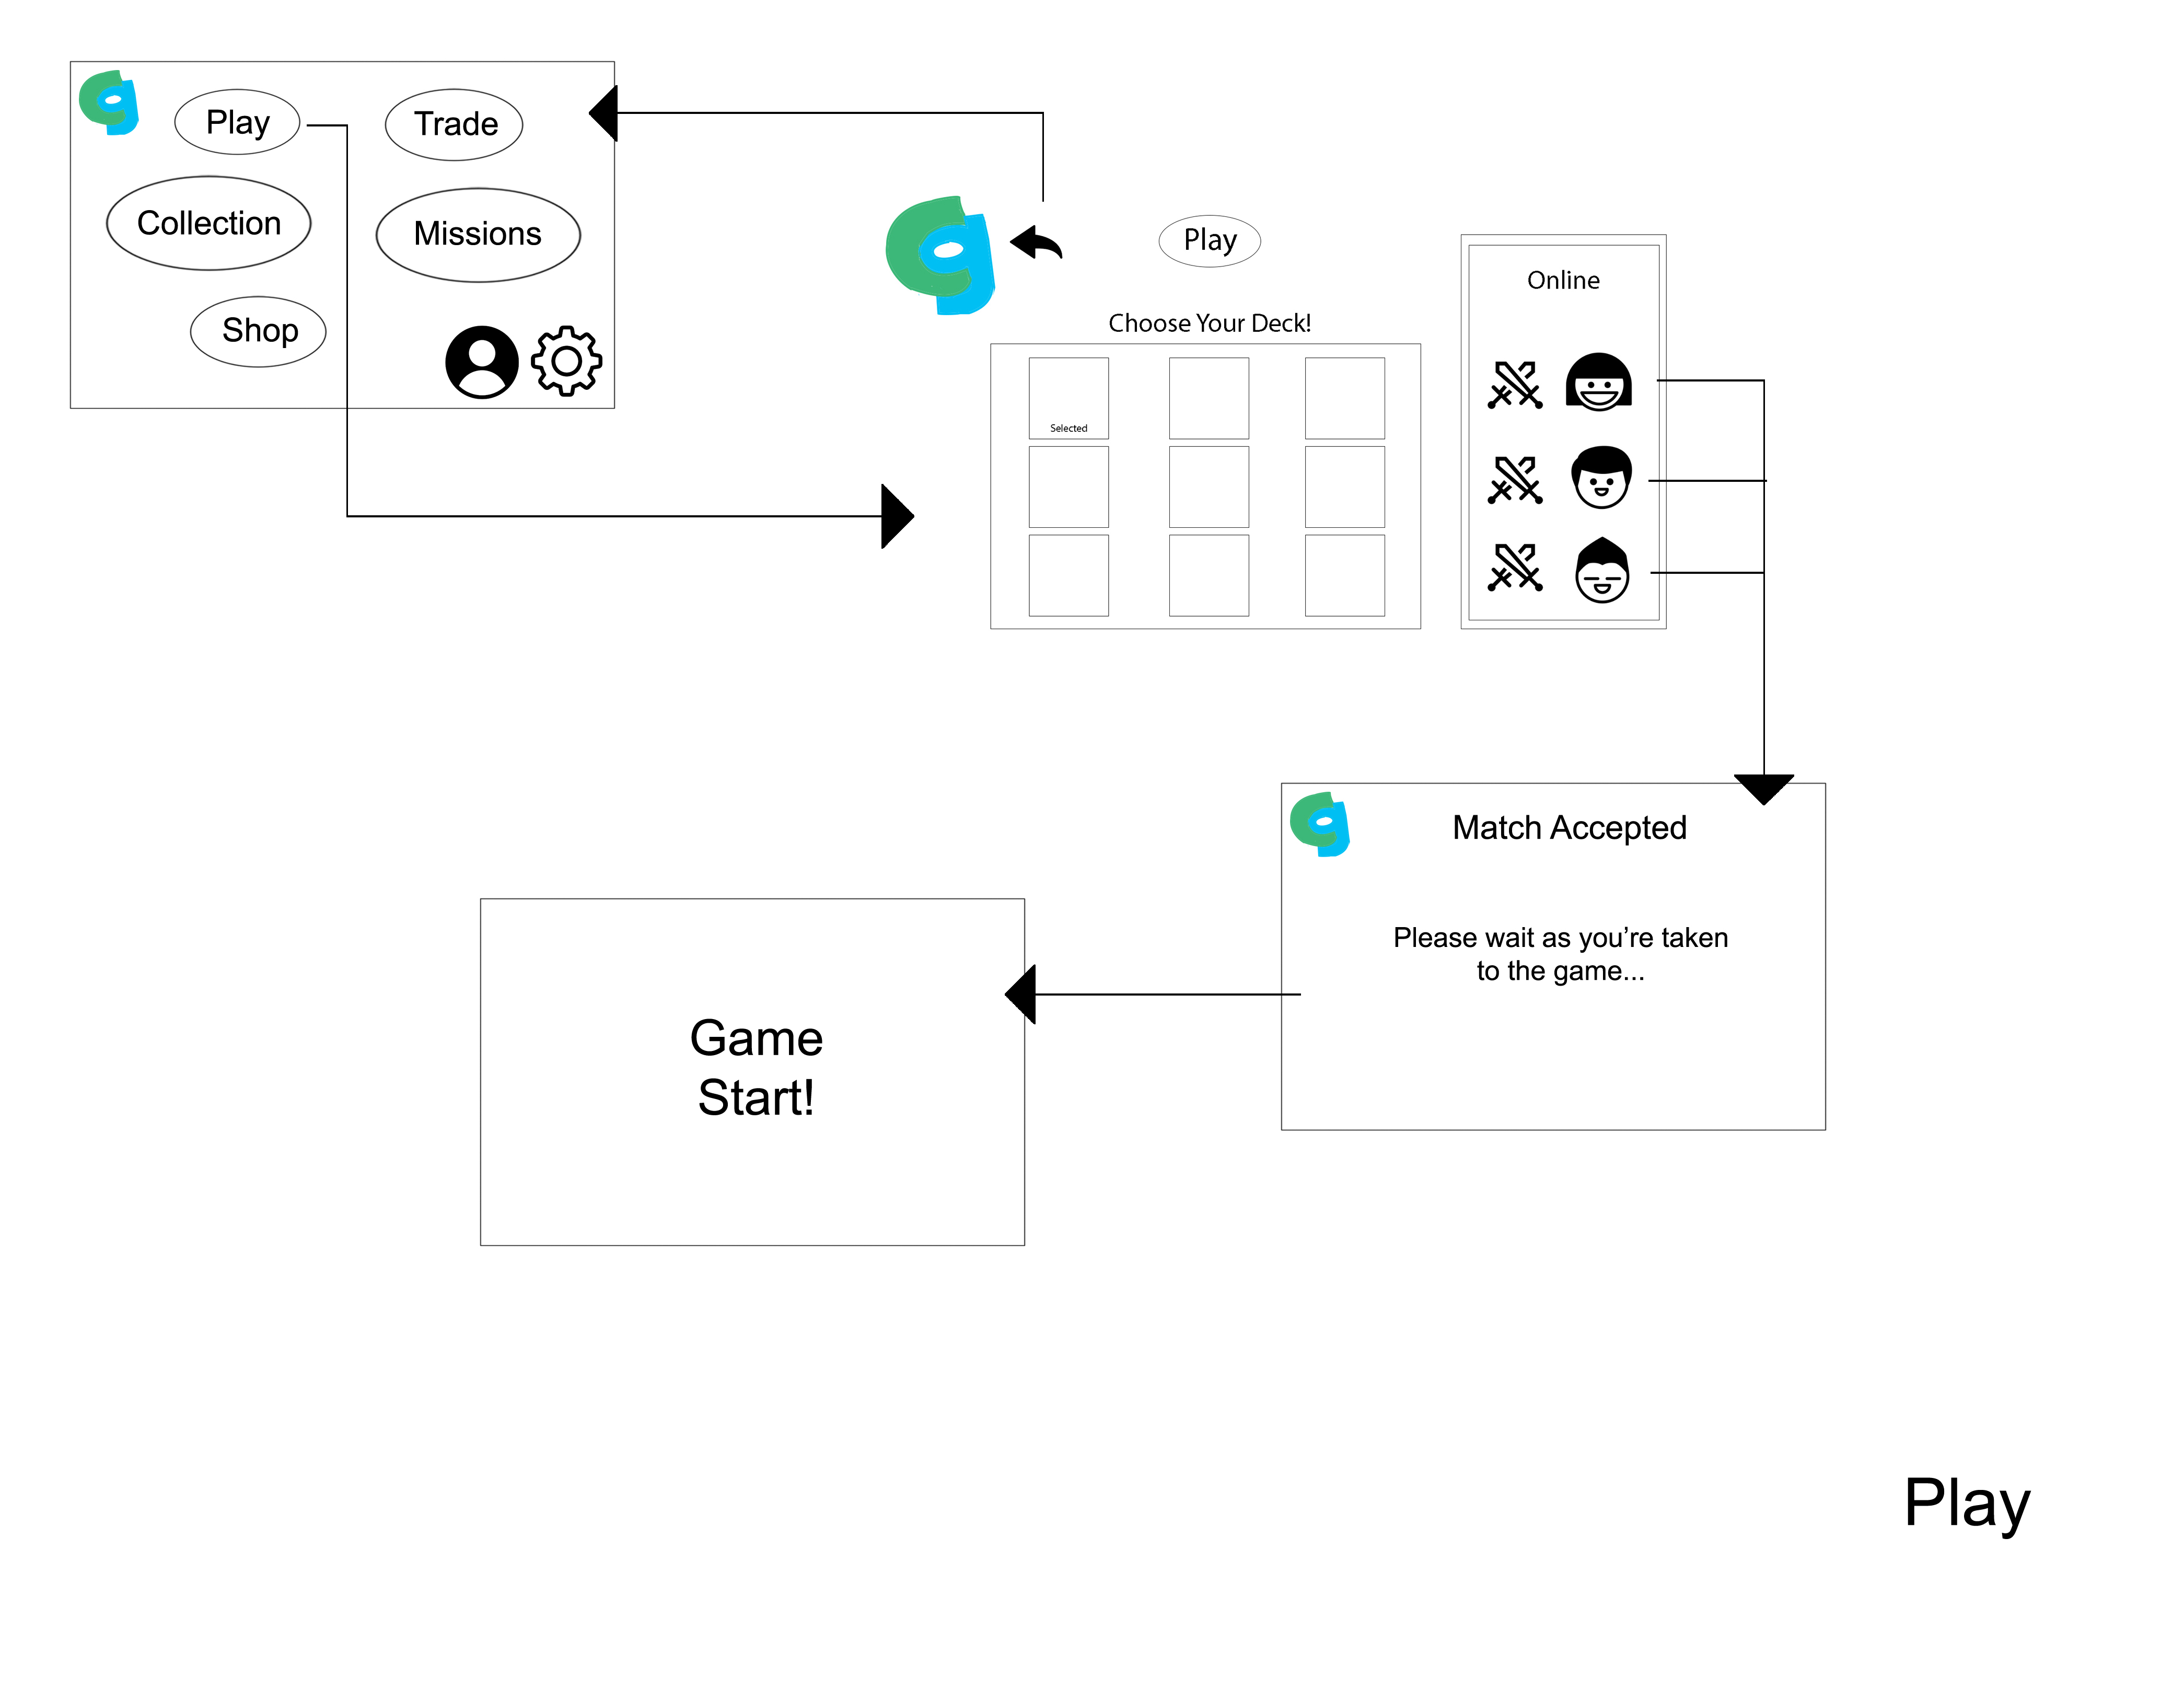 Play
Trade
Collection
Missions
Shop
Play
Choose Your Deck!
Selected
Online
Match Accepted
Please wait as you’re taken
to the game...
Game
Start!
Play